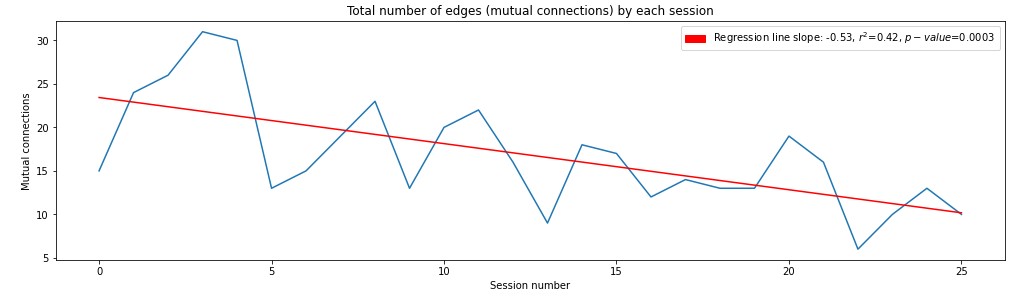 Total number of edges (mutual connections) by each session
Regression line slope: -0.53, r²=0.42, p − value=0.0003
Mutual connections
30
25
20
15
10
5
0 5 10 15 20 25
Session number